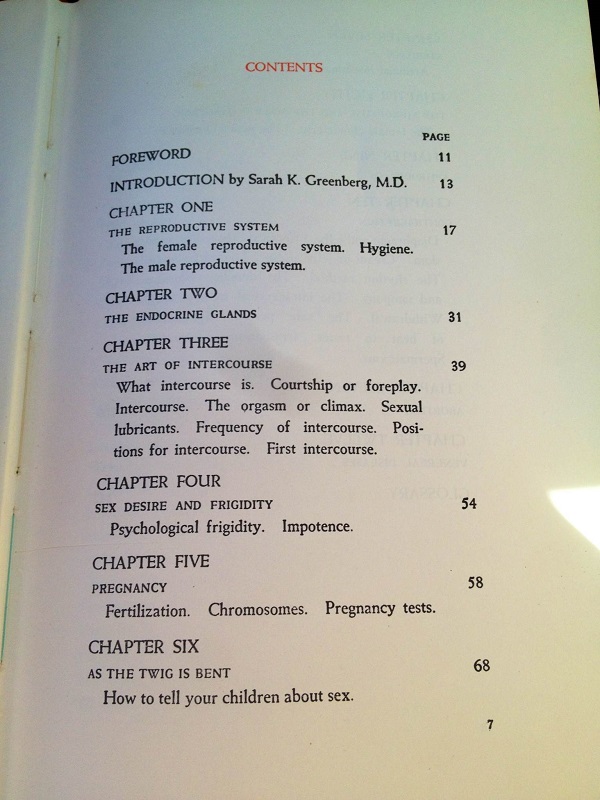 CONTENTS
PAGE
FOREWORD 11
INTRODUCTION by Sarah K. Greenberg, M.D. 13
CHAPTER ONE
THE REPRODUCTIVE SYSTEM 17
The female reproductive system. Hygiene.
The male reproductive system.
CHAPTER TWO
THE ENDOCRINE GLANDS 31
CHAPTER THREE
THE ART OF INTERCOURSE 39
What intercourse is. Courtship or foreplay.
Intercourse. The orgasm or climax. Sexual
lubricants. Frequency of intercourse. Posi-
tions for intercourse. First intercourse.
CHAPTER FOUR
SEX DESIRE AND FRIGIDITY 54
Psychological frigidity. Impotence.
CHAPTER FIVE
PREGNANCY 58
Fertilization. Chromosomes. Pregnancy tests.
CHAPTER SIX
AS THE TWIG IS BENT 68
How to tell your children about sex.
7